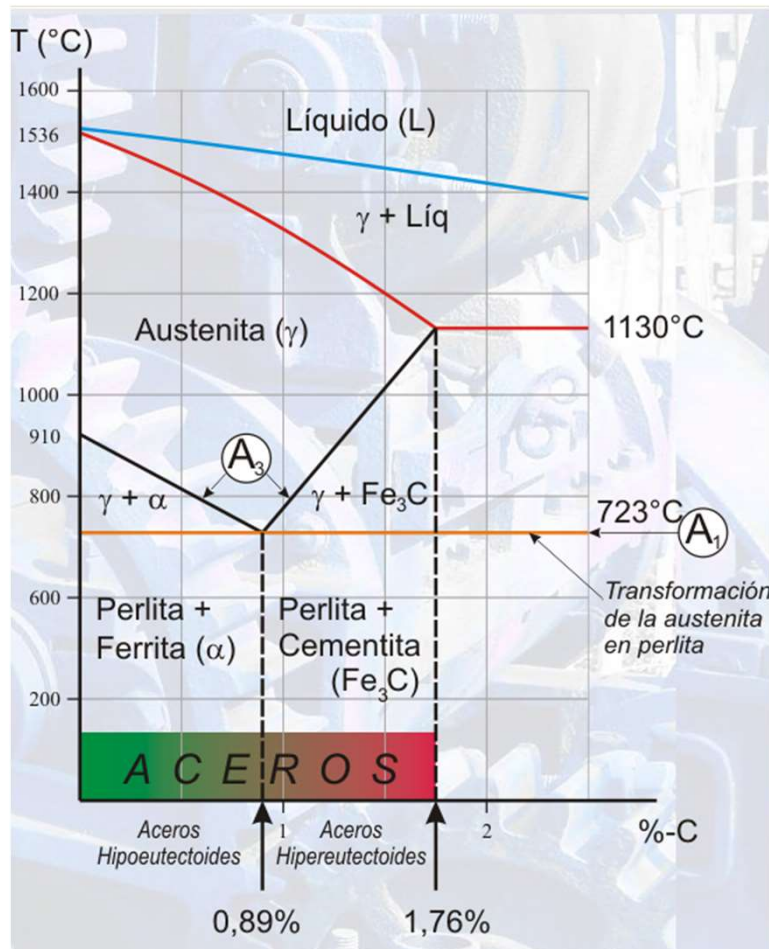 T (°C)
1600
Líquido (L)
1536
1400
γ + Líq
1200
Austenita (γ)
1130°C
1000
910
A3
γ + α
800
γ + Fe3C
723°C
A1
Transformación
de la austenita
en perlita
600
Perlita +
Ferrita (α)
Perlita +
Cementita
(Fe3C)
200
A C E R O S
Aceros
Hipoeutectoides
1
Aceros
Hipereutectoides
2
%-C
0,89%
1,76%